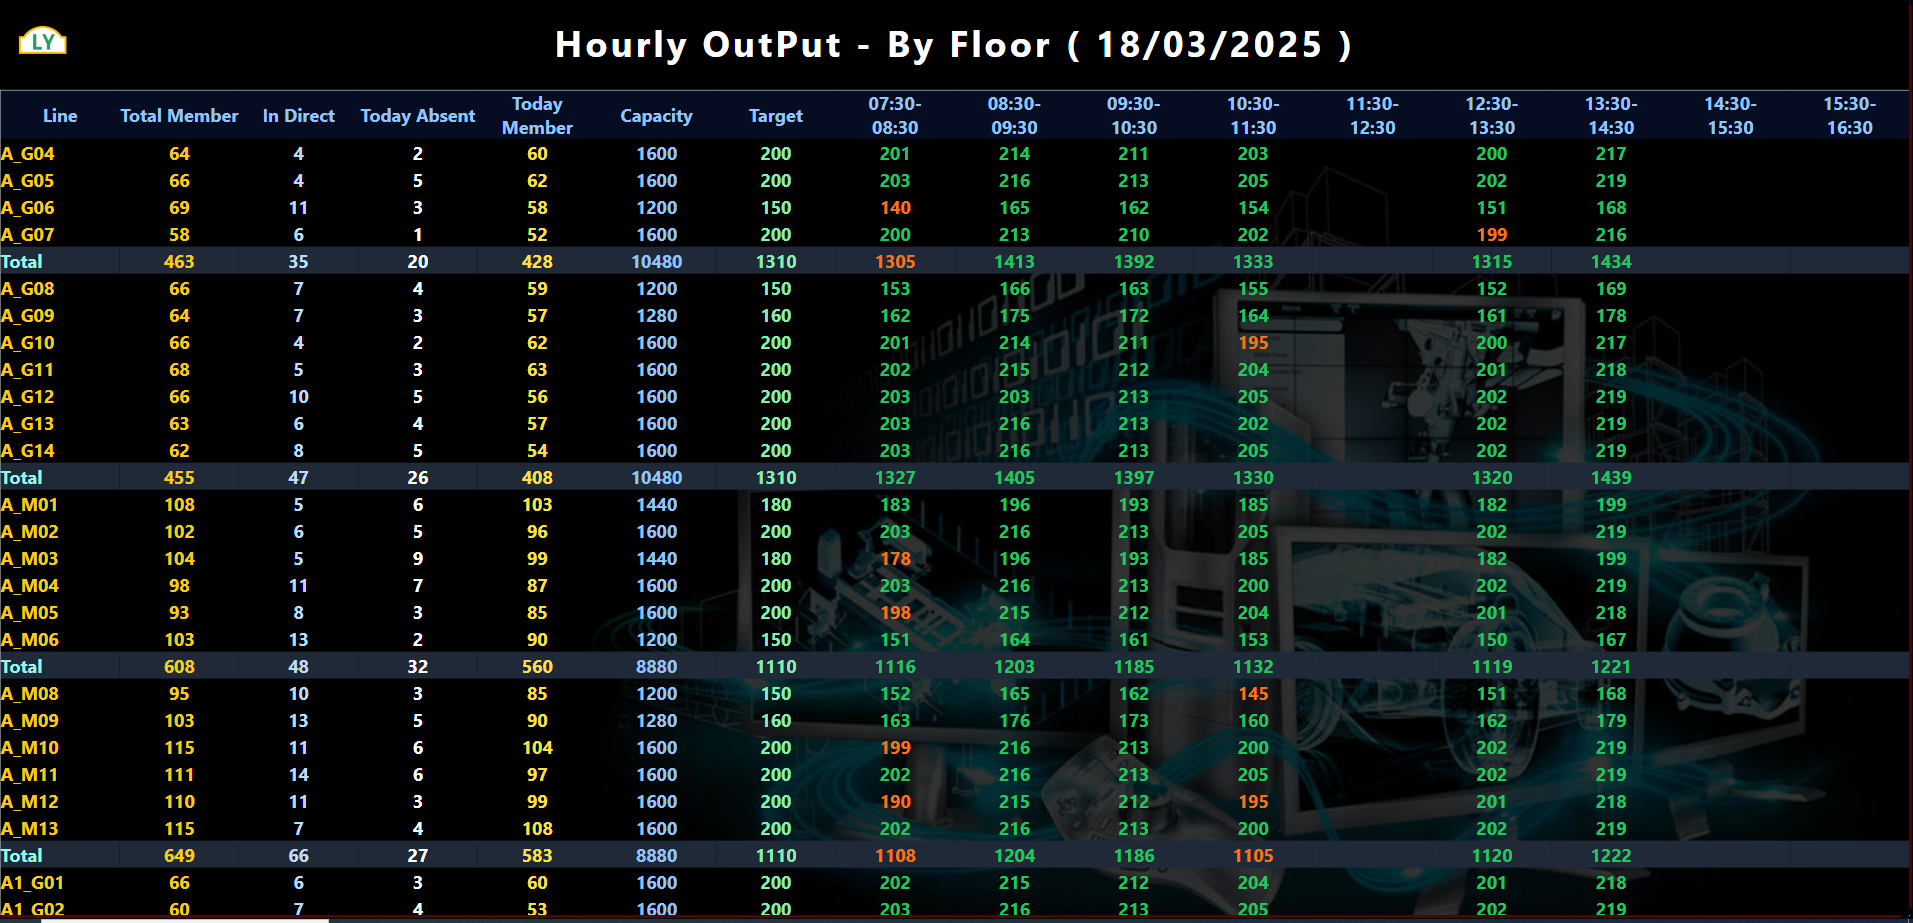 LY
Hourly OutPut - By Floor ( 18/03/2025 )
Line Total Member In Direct Today Absent Today Member Capacity Target 07:30-08:30 08:30-09:30 09:30-10:30 10:30-11:30 11:30-12:30 12:30-13:30 13:30-14:30 14:30-15:30 15:30-16:30
A_G04 64 4 2 60 1600 200 201 214 211 203 200 217
A_G05 66 4 5 62 1600 200 203 216 213 205 202 219
A_G06 69 11 3 58 1200 150 140 165 162 154 151 168
A_G07 58 6 1 52 1600 200 200 213 210 202 199 216
Total 463 35 20 428 10480 1310 1305 1413 1392 1333 1315 1434
A_G08 66 7 4 59 1200 150 153 166 163 155 152 169
A_G09 64 7 3 57 1280 160 162 175 172 164 161 178
A_G10 66 4 2 62 1600 200 201 214 211 195 200 217
A_G11 68 5 3 63 1600 200 202 215 212 204 201 218
A_G12 66 10 5 56 1600 200 203 203 213 205 202 219
A_G13 63 6 4 57 1600 200 203 216 213 202 202 219
A_G14 62 8 5 54 1600 200 203 216 213 205 202 219
Total 455 47 26 408 10480 1310 1327 1405 1397 1330 1320 1439
A_M01 108 5 6 103 1440 180 183 196 193 185 182 199
A_M02 102 6 5 96 1600 200 203 216 213 205 202 219
A_M03 104 5 9 99 1440 180 178 196 193 185 182 199
A_M04 98 11 7 87 1600 200 203 216 213 200 202 219
A_M05 93 8 3 85 1600 200 198 215 212 204 201 218
A_M06 103 13 2 90 1200 150 151 164 161 153 150 167
Total 608 48 32 560 8880 1110 1116 1203 1185 1132 1119 1221
A_M08 95 10 3 85 1200 150 152 165 162 145 151 168
A_M09 103 13 5 90 1280 160 163 176 173 160 162 179
A_M10 115 11 6 104 1600 200 199 216 213 200 202 219
A_M11 111 14 6 97 1600 200 202 216 213 205 202 219
A_M12 110 11 3 99 1600 200 190 215 212 195 201 218
A_M13 115 7 4 108 1600 200 202 216 213 200 202 219
Total 649 66 27 583 8880 1110 1108 1204 1186 1105 1120 1222
A1_G01 66 6 3 60 1600 200 202 215 212 204 201 218
A1_G02 60 7 4 53 1600 200 203 216 213 205 202 219